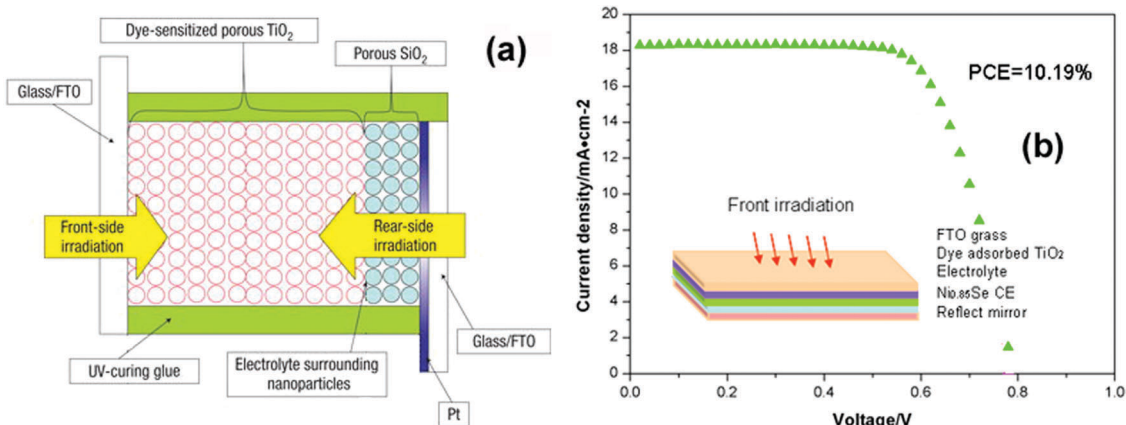 Dye-sensitized porous TiO2
(a)
Porous SiO2
Glass/FTO
Front-side
irradiation
Rear-side
irradiation
Glass/FTO
UV-curing glue
Electrolyte surrounding
nanoparticles
Pt
Current density/mA•cm-2
20
18
16
14
12
10
8
6
4
2
0
PCE=10.19%
(b)
Front irradiation
FTO grass
Dye adsorbed TiO2
Electrolyte
Ni0.85Se CE
Reflect mirror
0.0 0.2 0.4 0.6 0.8 1.0
Voltage/V